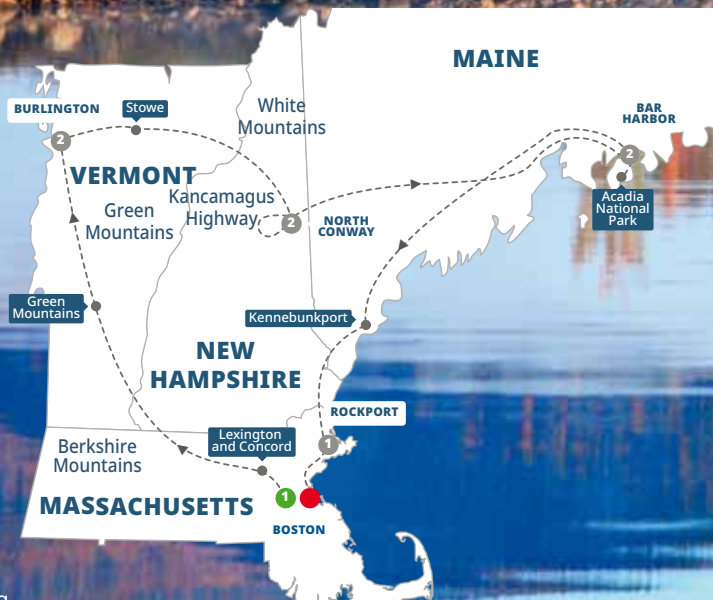 MAINE
BURLINGTON
Stowe
White
Mountains
BAR
HARBOR
2
2
VERMONT
Kancamagus
Highway
Green
Mountains
2
NORTH
CONWAY
Acadia
National
Park
Green
Mountains
Kennebunkport
NEW
HAMPSHIRE
ROCKPORT
1
Lexington
and Concord
Berkshire
Mountains
MASSACHUSETTS
1
BOSTON